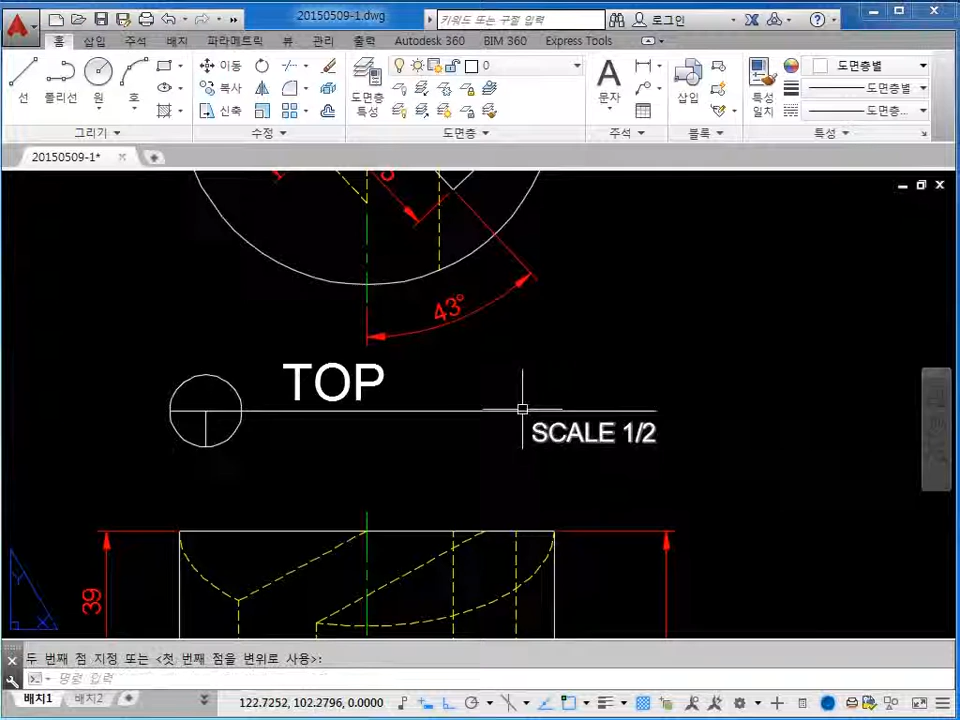 20150509-1.dwg
키워드 또는 구절 입력
로그인
홈 삽입 주석 배치 파라메트릭 뷰 관리 출력 Autodesk 360 BIM 360 Express Tools
선 폴리선 원 호
이동
복사
신축
도면층 특성
0
문자
삽입
특성 일치
도면층별
도면층별
도면층...
그리기 수정 도면층 주석 블록 특성
20150509-1*
43°
TOP
SCALE 1/2
39
Y
X
두 번째 점 지정 또는 <첫 번째 점을 변위로 사용>:
명령 입력
배치1 배치2
122.7252, 102.2796, 0.0000